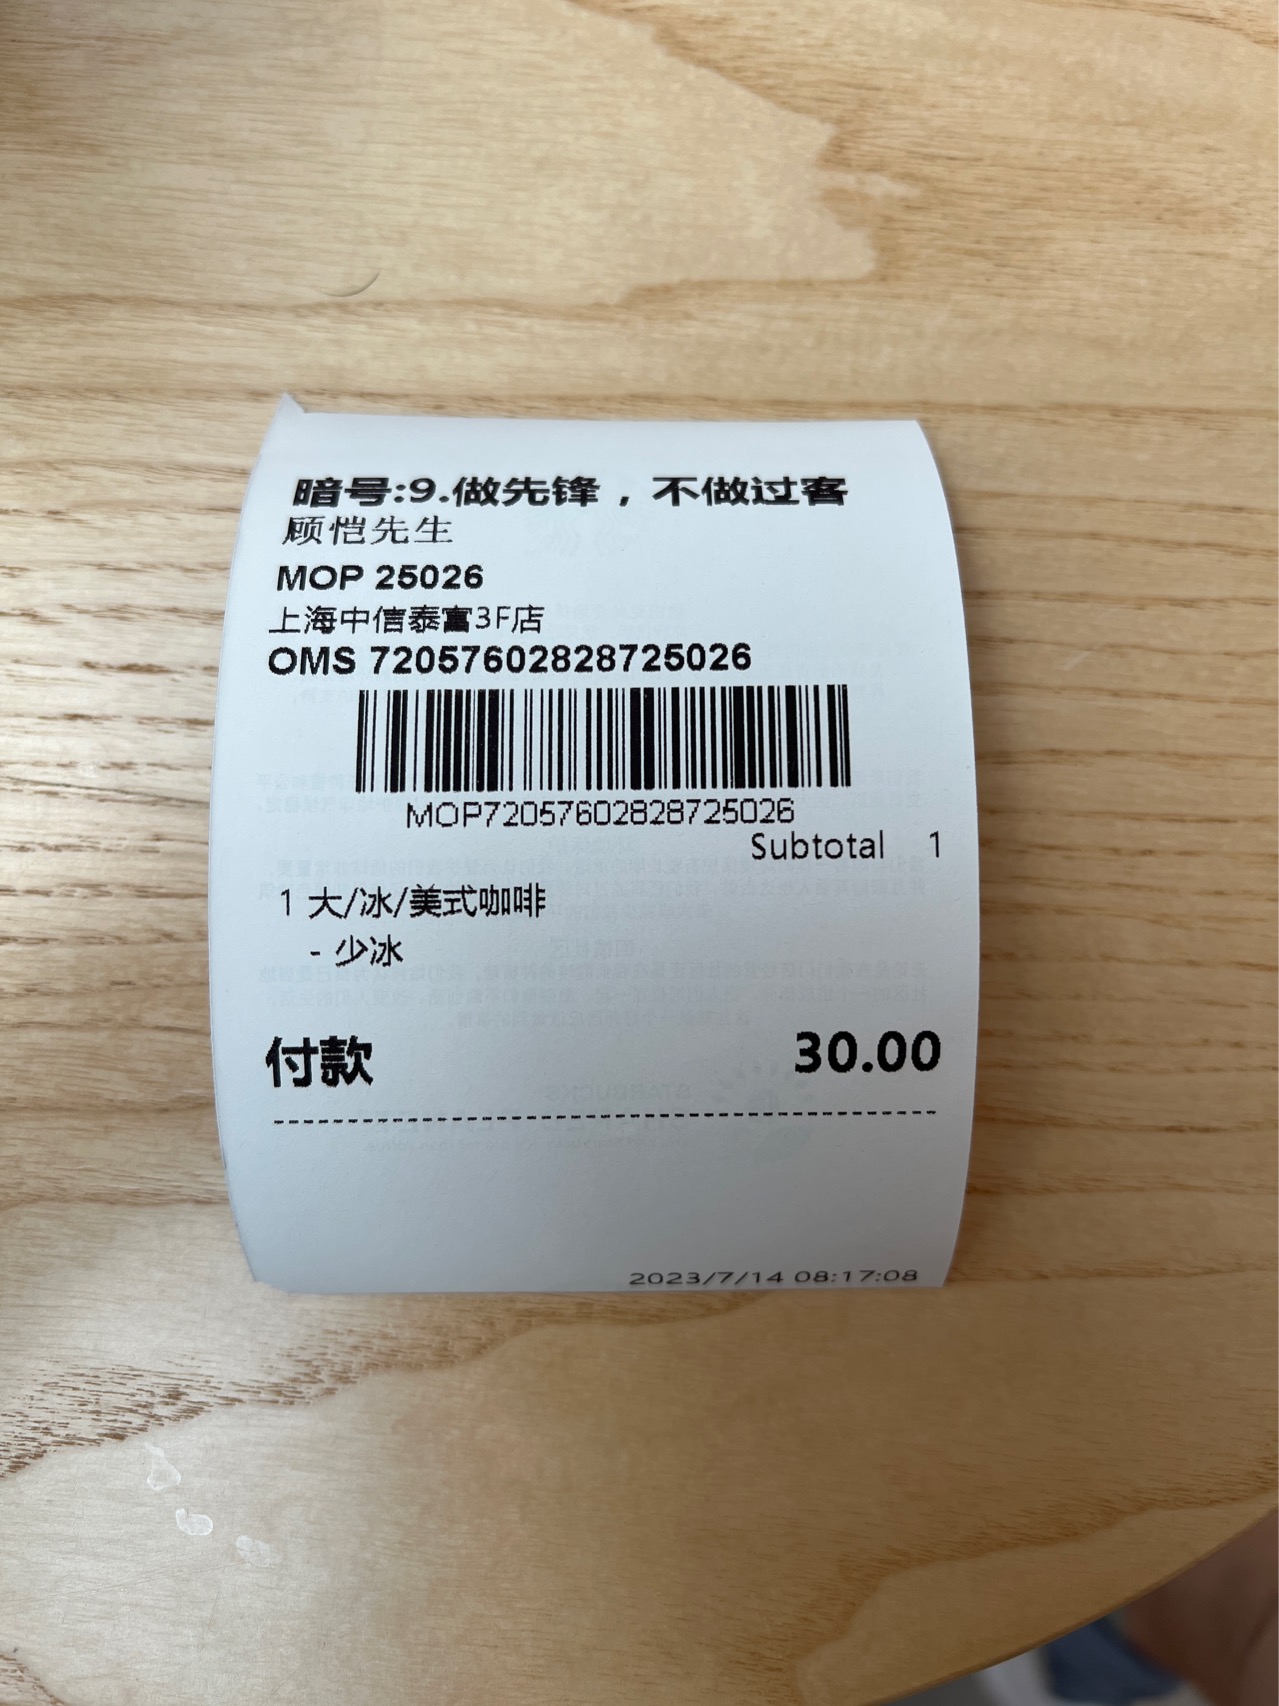 暗号:9.做先锋，不做过客
顾恺先生
MOP 25026
上海中信泰富3F店
OMS 72057602828725026
MOP72057602828725026
Subtotal 1
1 大/冰/美式咖啡
- 少冰
付款 30.00
2023/7/14 08:17:08